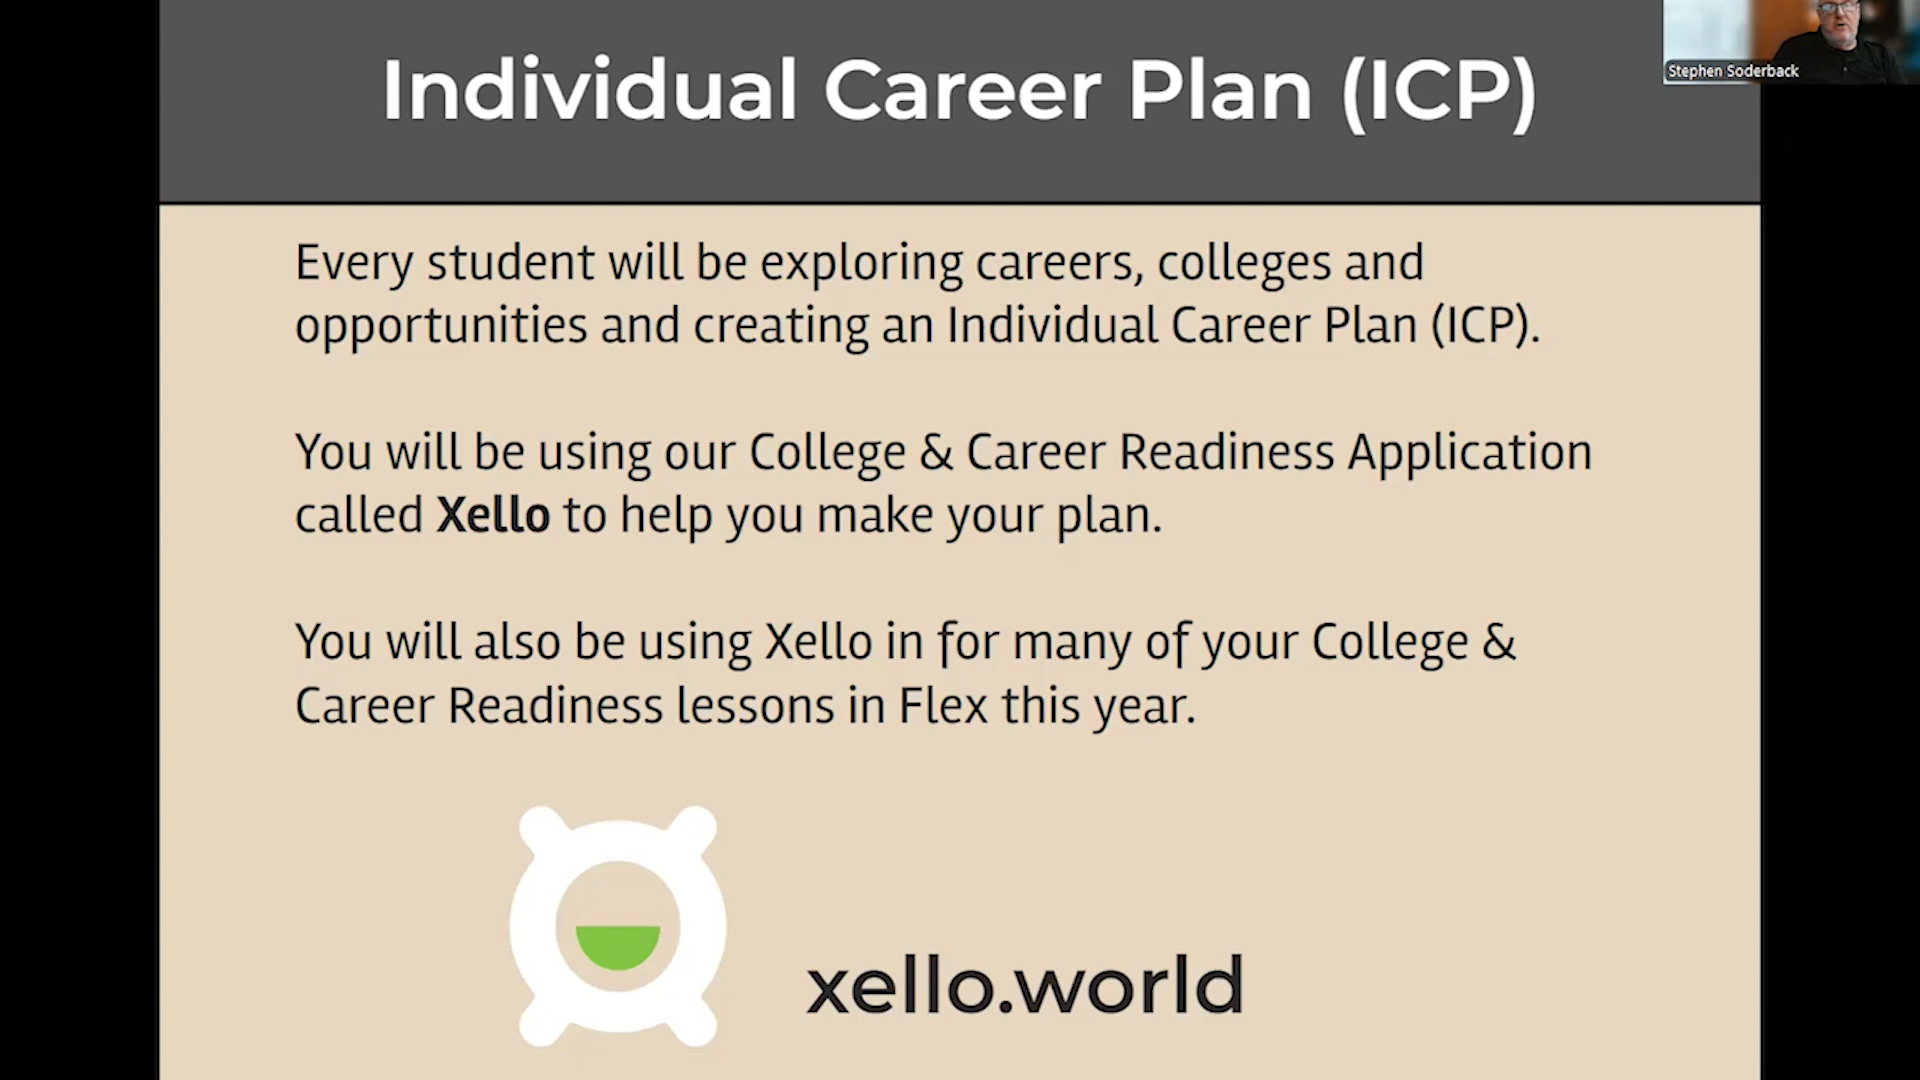 Individual Career Plan (ICP)
Stephen Soderback
Every student will be exploring careers, colleges and
opportunities and creating an Individual Career Plan (ICP).
You will be using our College & Career Readiness Application
called Xello to help you make your plan.
You will also be using Xello in for many of your College &
Career Readiness lessons in Flex this year.
xello.world